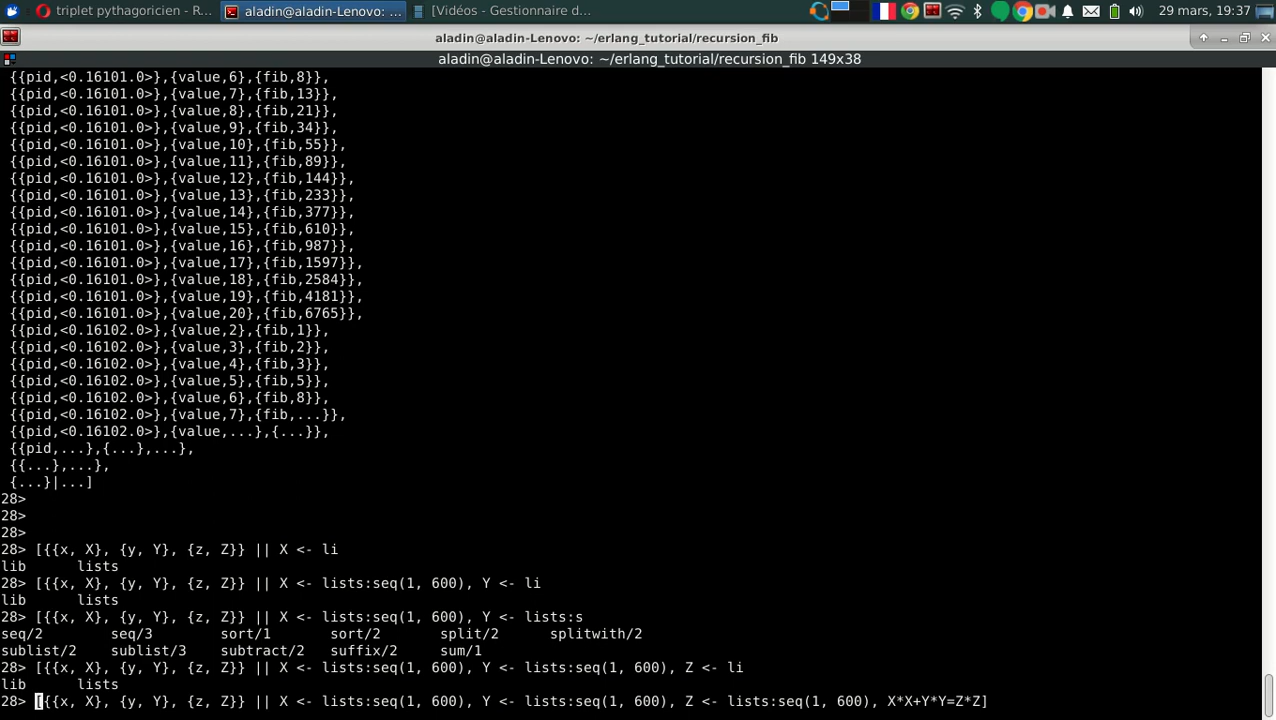 triplet pythagoricien - R...
aladin@aladin-Lenovo: ...
[Vidéos - Gestionnaire d...
29 mars, 19:37
aladin@aladin-Lenovo: ~/erlang_tutorial/recursion_fib
aladin@aladin-Lenovo: ~/erlang_tutorial/recursion_fib 149x38
{{pid,<0.16101.0>},{value,6},{fib,8}},
{{pid,<0.16101.0>},{value,7},{fib,13}},
{{pid,<0.16101.0>},{value,8},{fib,21}},
{{pid,<0.16101.0>},{value,9},{fib,34}},
{{pid,<0.16101.0>},{value,10},{fib,55}},
{{pid,<0.16101.0>},{value,11},{fib,89}},
{{pid,<0.16101.0>},{value,12},{fib,144}},
{{pid,<0.16101.0>},{value,13},{fib,233}},
{{pid,<0.16101.0>},{value,14},{fib,377}},
{{pid,<0.16101.0>},{value,15},{fib,610}},
{{pid,<0.16101.0>},{value,16},{fib,987}},
{{pid,<0.16101.0>},{value,17},{fib,1597}},
{{pid,<0.16101.0>},{value,18},{fib,2584}},
{{pid,<0.16101.0>},{value,19},{fib,4181}},
{{pid,<0.16101.0>},{value,20},{fib,6765}},
{{pid,<0.16102.0>},{value,2},{fib,1}},
{{pid,<0.16102.0>},{value,3},{fib,2}},
{{pid,<0.16102.0>},{value,4},{fib,3}},
{{pid,<0.16102.0>},{value,5},{fib,5}},
{{pid,<0.16102.0>},{value,6},{fib,8}},
{{pid,<0.16102.0>},{value,7},{fib,...}},
{{pid,<0.16102.0>},{value,...},{...}},
{{pid,...},{...},...},
{{...},...},
{...}|...]
28>
28>
28>
28> [{{x, X}, {y, Y}, {z, Z}} || X <- li
lib lists
28> [{{x, X}, {y, Y}, {z, Z}} || X <- lists:seq(1, 600), Y <- li
lib lists
28> [{{x, X}, {y, Y}, {z, Z}} || X <- lists:seq(1, 600), Y <- lists:s
seq/2 seq/3 sort/1 sort/2 split/2 splitwith/2
sublist/2 sublist/3 subtract/2 suffix/2 sum/1
28> [{{x, X}, {y, Y}, {z, Z}} || X <- lists:seq(1, 600), Y <- lists:seq(1, 600), Z <- li
lib lists
28> [{{x, X}, {y, Y}, {z, Z}} || X <- lists:seq(1, 600), Y <- lists:seq(1, 600), Z <- lists:seq(1, 600), X*X+Y*Y=Z*Z]